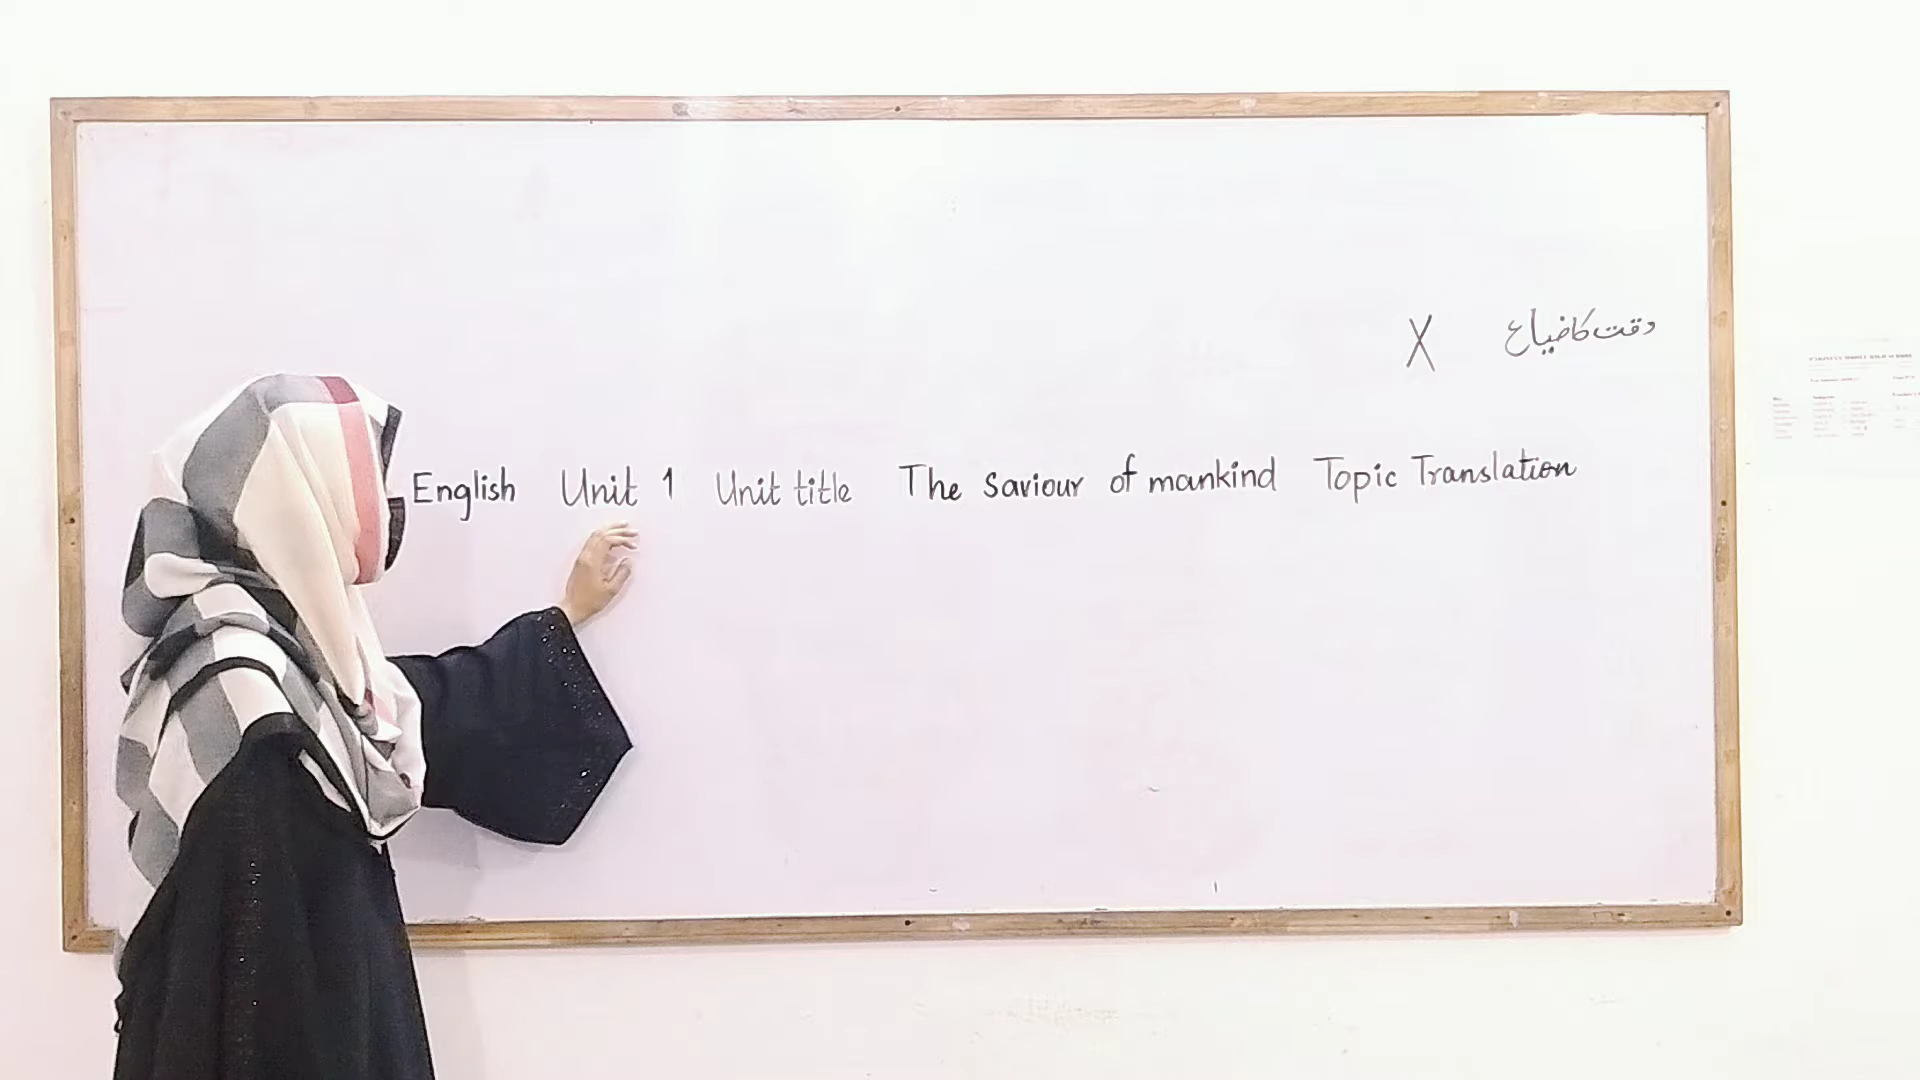 X وقت کا ضیاع
English Unit 1 Unit title The Saviour of mankind Topic Translation